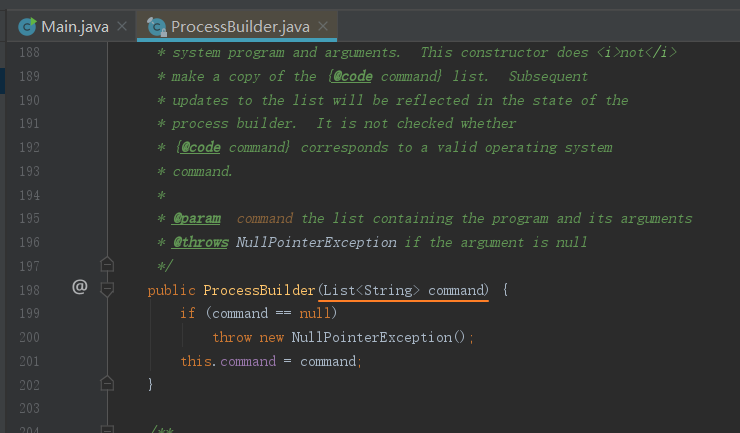 Main.java × ProcessBuilder.java ×
188 * system program and arguments.  This constructor does <i>not</i>
189 * make a copy of the {@code command} list.  Subsequent
190 * updates to the list will be reflected in the state of the
191 * process builder.  It is not checked whether
192 * {@code command} corresponds to a valid operating system
193 * command.
194 *
195 * @param  command the list containing the program and its arguments
196 * @throws NullPointerException if the argument is null
197 */
198 @ public ProcessBuilder(List<String> command) {
199 if (command == null)
200 throw new NullPointerException();
201 this.command = command;
202 }
203
204 /**